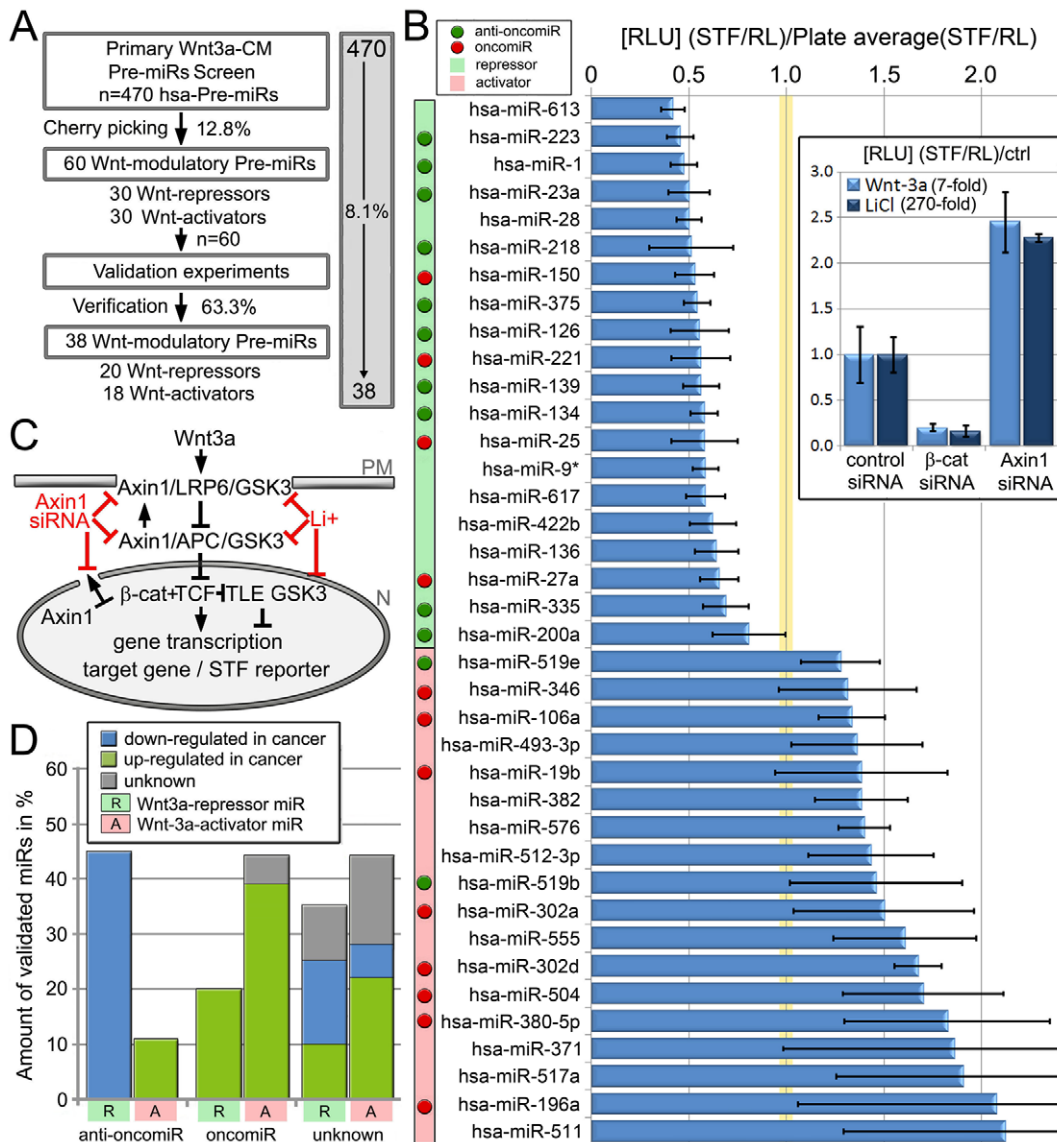 A
Primary Wnt3a-CM
Pre-miRs Screen
n=470 hsa-Pre-miRs
Cherry picking
12.8%
60 Wnt-modulatory Pre-miRs
30 Wnt-repressors
30 Wnt-activators
n=60
Validation experiments
Verification
63.3%
38 Wnt-modulatory Pre-miRs
20 Wnt-repressors
18 Wnt-activators
470
8.1%
38
B
anti-oncomiR
oncomiR
repressor
activator
[RLU] (STF/RL)/Plate average(STF/RL)
0
0.5
1.0
1.5
2.0
hsa-miR-613
hsa-miR-223
hsa-miR-1
hsa-miR-23a
hsa-miR-28
hsa-miR-218
hsa-miR-150
hsa-miR-375
hsa-miR-126
hsa-miR-221
hsa-miR-139
hsa-miR-134
hsa-miR-25
hsa-miR-9*
hsa-miR-617
hsa-miR-422b
hsa-miR-136
hsa-miR-27a
hsa-miR-335
hsa-miR-200a
hsa-miR-519e
hsa-miR-346
hsa-miR-106a
hsa-miR-493-3p
hsa-miR-19b
hsa-miR-382
hsa-miR-576
hsa-miR-512-3p
hsa-miR-519b
hsa-miR-302a
hsa-miR-555
hsa-miR-302d
hsa-miR-504
hsa-miR-380-5p
hsa-miR-371
hsa-miR-517a
hsa-miR-196a
hsa-miR-511
[RLU] (STF/RL)/ctrl
Wnt-3a (7-fold)
LiCl (270-fold)
3.0
2.5
2.0
1.5
1.0
0.5
0.0
control siRNA
β-cat siRNA
Axin1 siRNA
C
Wnt3a
PM
Axin1/LRP6/GSK3
Axin1 siRNA
Li+
Axin1/APC/GSK3
N
β-cat+TCF TLE GSK3
Axin1
gene transcription
target gene / STF reporter
D
down-regulated in cancer
up-regulated in cancer
unknown
R Wnt3a-repressor miR
A Wnt-3a-activator miR
Amount of validated miRs in %
60
50
40
30
20
10
0
R A R A R A
anti-oncomiR oncomiR unknown